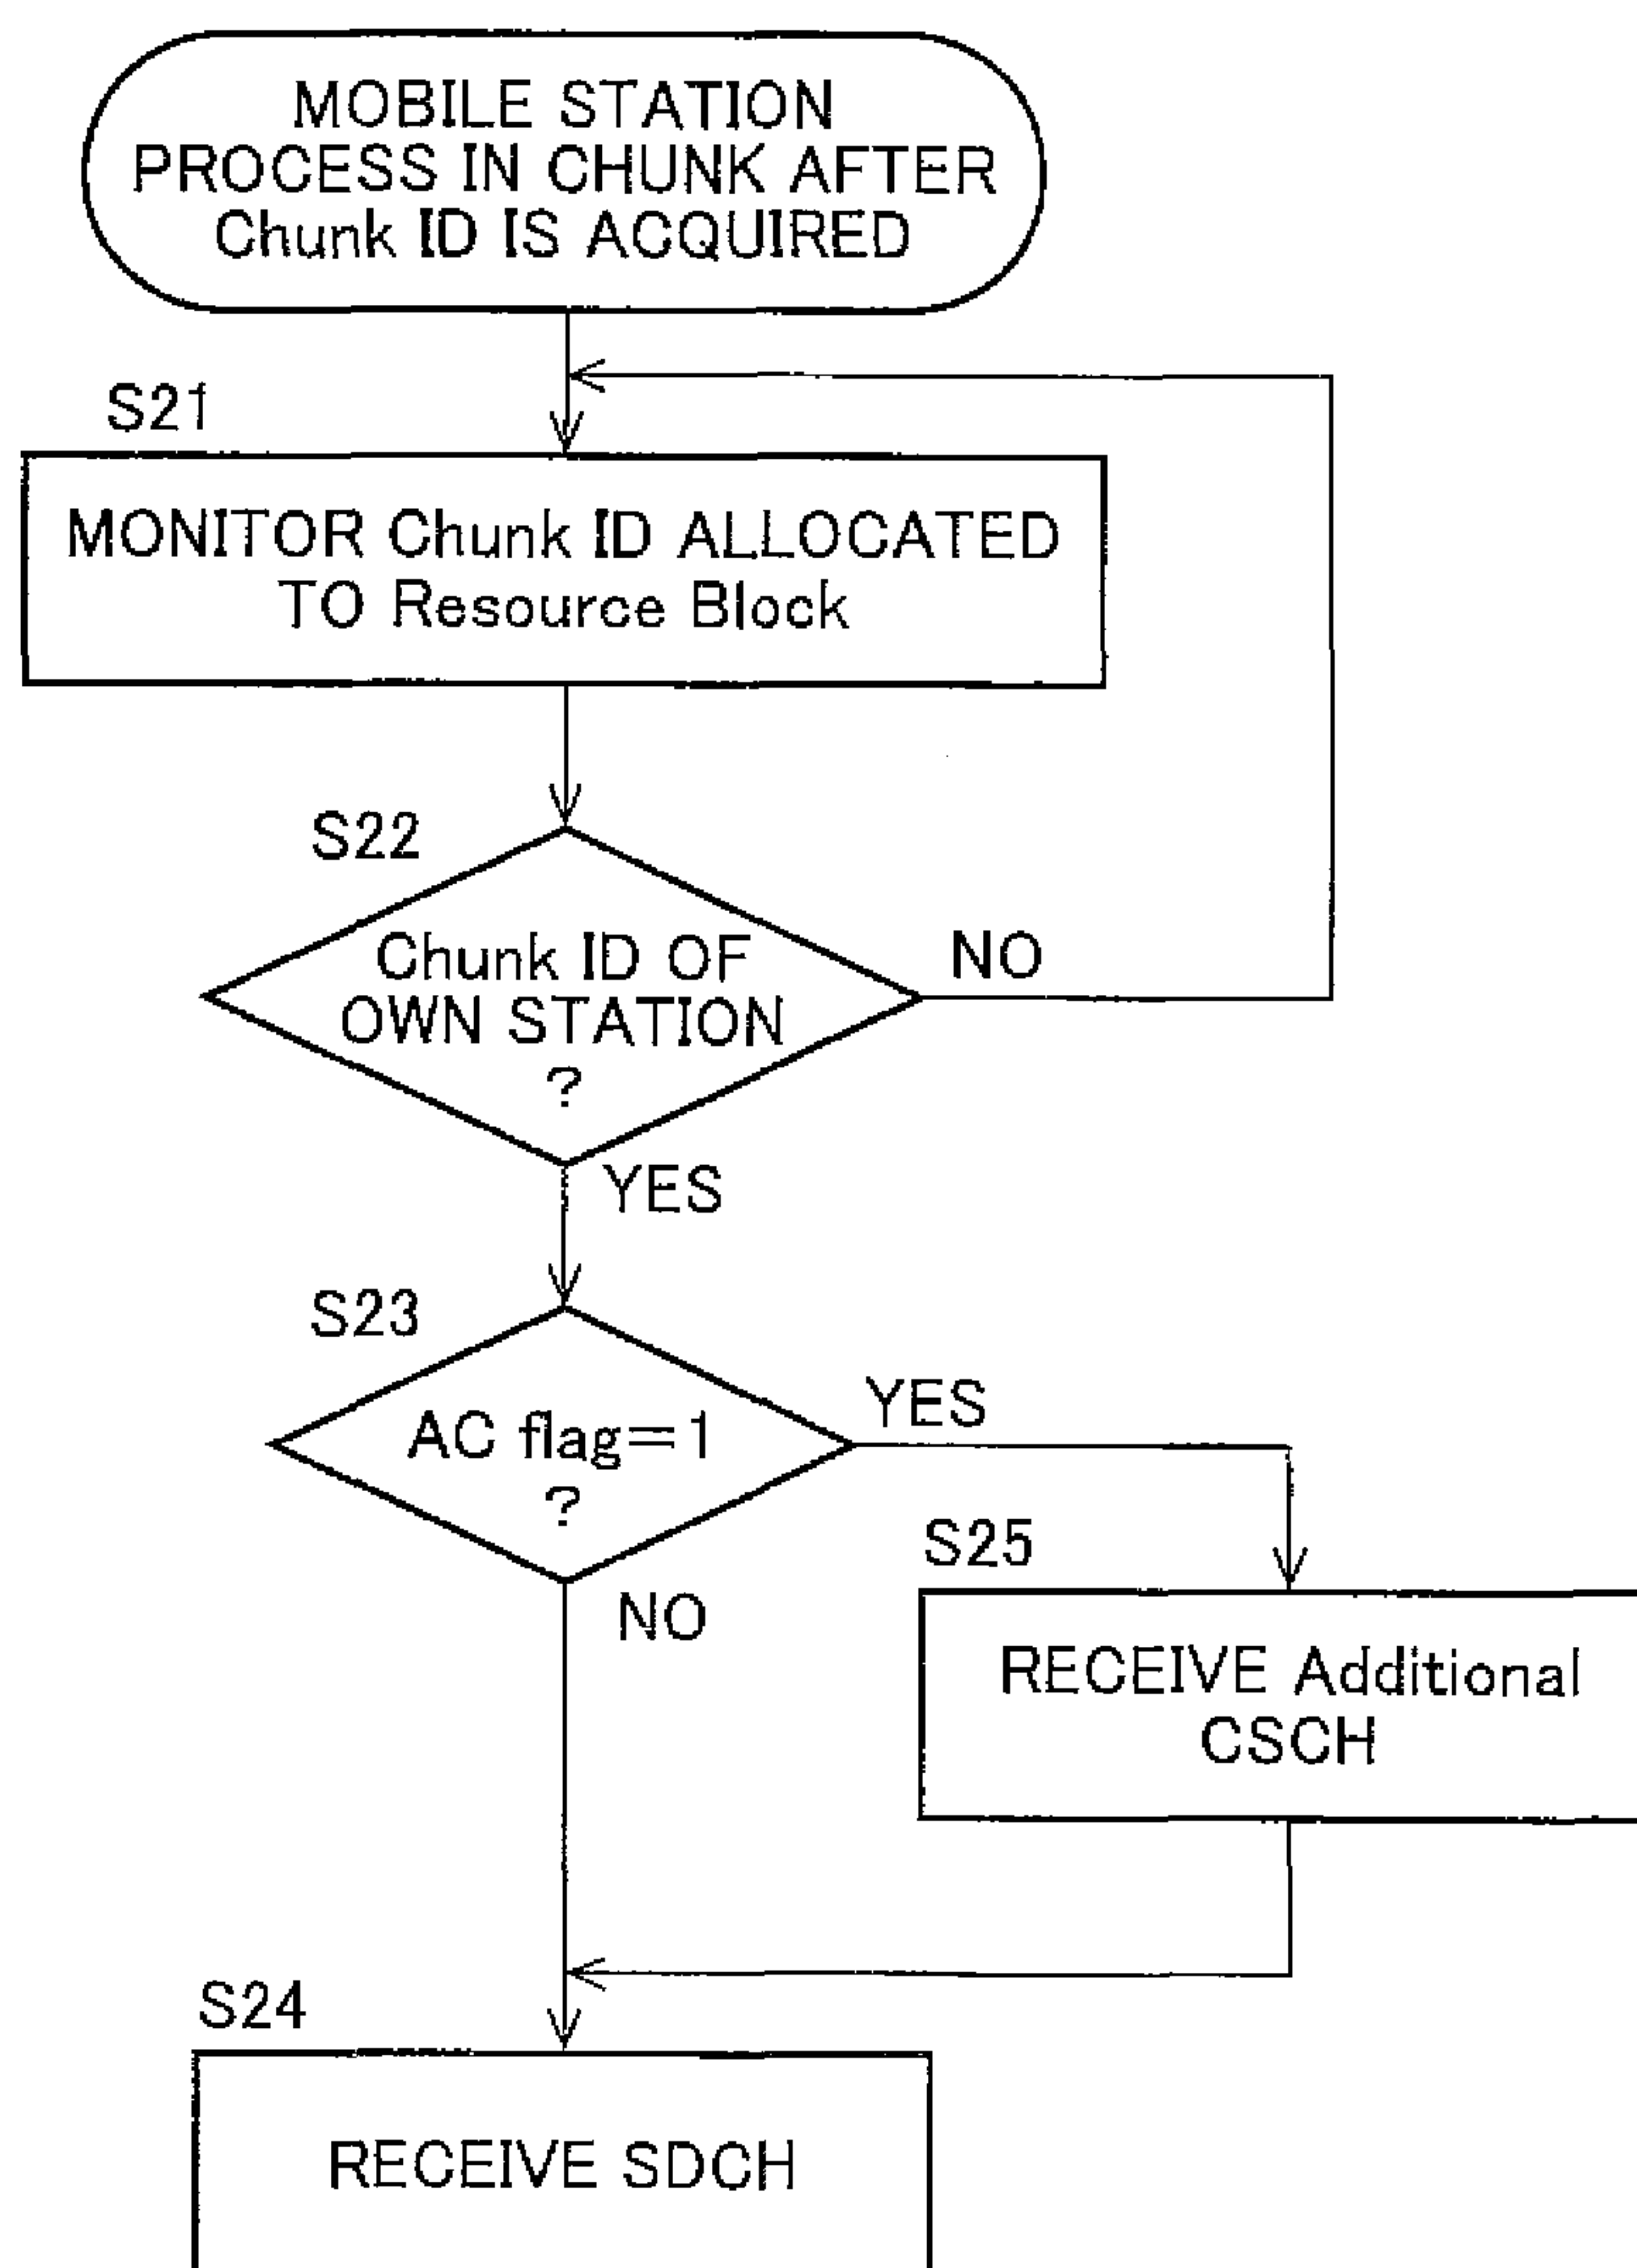 MOBILE STATION
PROCESS IN CHUNK AFTER
Chunk ID IS ACQUIRED
S21
MONITOR Chunk ID ALLOCATED
TO Resource Block
S22
Chunk ID OF
OWN STATION
?
NO
YES
S23
AC flag=1
?
YES
NO
S25
RECEIVE Additional
CSCH
S24
RECEIVE SDCH